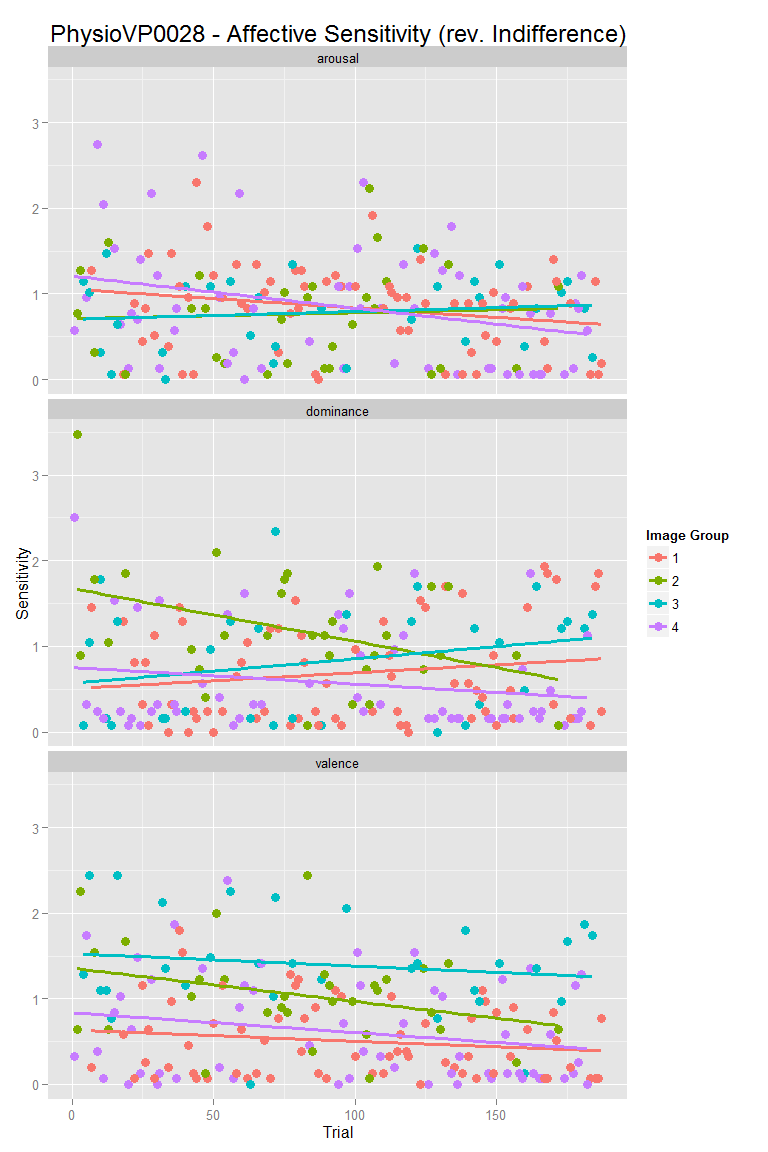 PhysioVP0028 - Affective Sensitivity (rev. Indifference)
arousal
3
2
1
0
dominance
3
2
1
0
Sensitivity
valence
3
2
1
0
0 50 100 150
Trial
Image Group
1
2
3
4